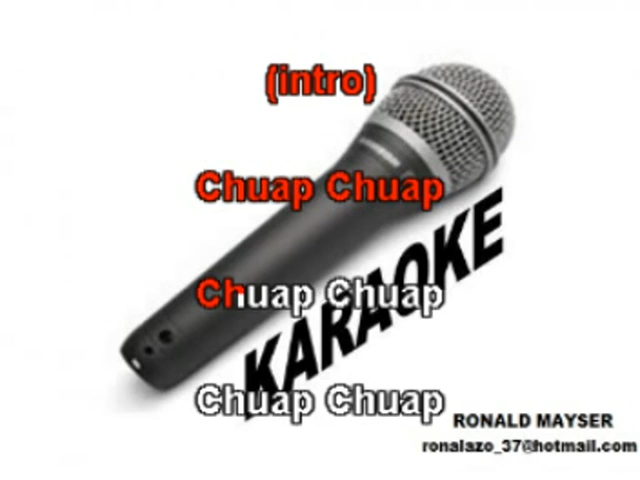 (intro)
Chuap Chuap
Chuap Chuap
KARAOKE
Chuap Chuap
RONALD MAYSER
ronalazo_37@hotmail.com